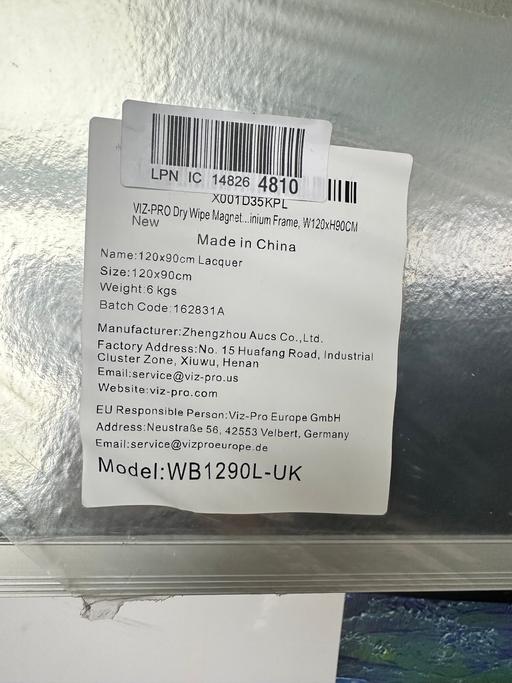 LPN IC 14826 4810
X001D35KPL
VIZ-PRO Dry Wipe Magnet...inium Frame, W120xH90CM
New
Made in China
Name:120x90cm Lacquer
Size:120x90cm
Weight:6 kgs
Batch Code:162831A
Manufacturer:Zhengzhou Aucs Co.,Ltd.
Factory Address:No. 15 Huafang Road, Industrial
Cluster Zone, Xiuwu, Henan
Email:service@viz-pro.us
Website:viz-pro.com
EU Responsible Person:Viz-Pro Europe GmbH
Address:Neustraße 56, 42553 Velbert, Germany
Email:service@vizproeurope.de
Model:WB1290L-UK